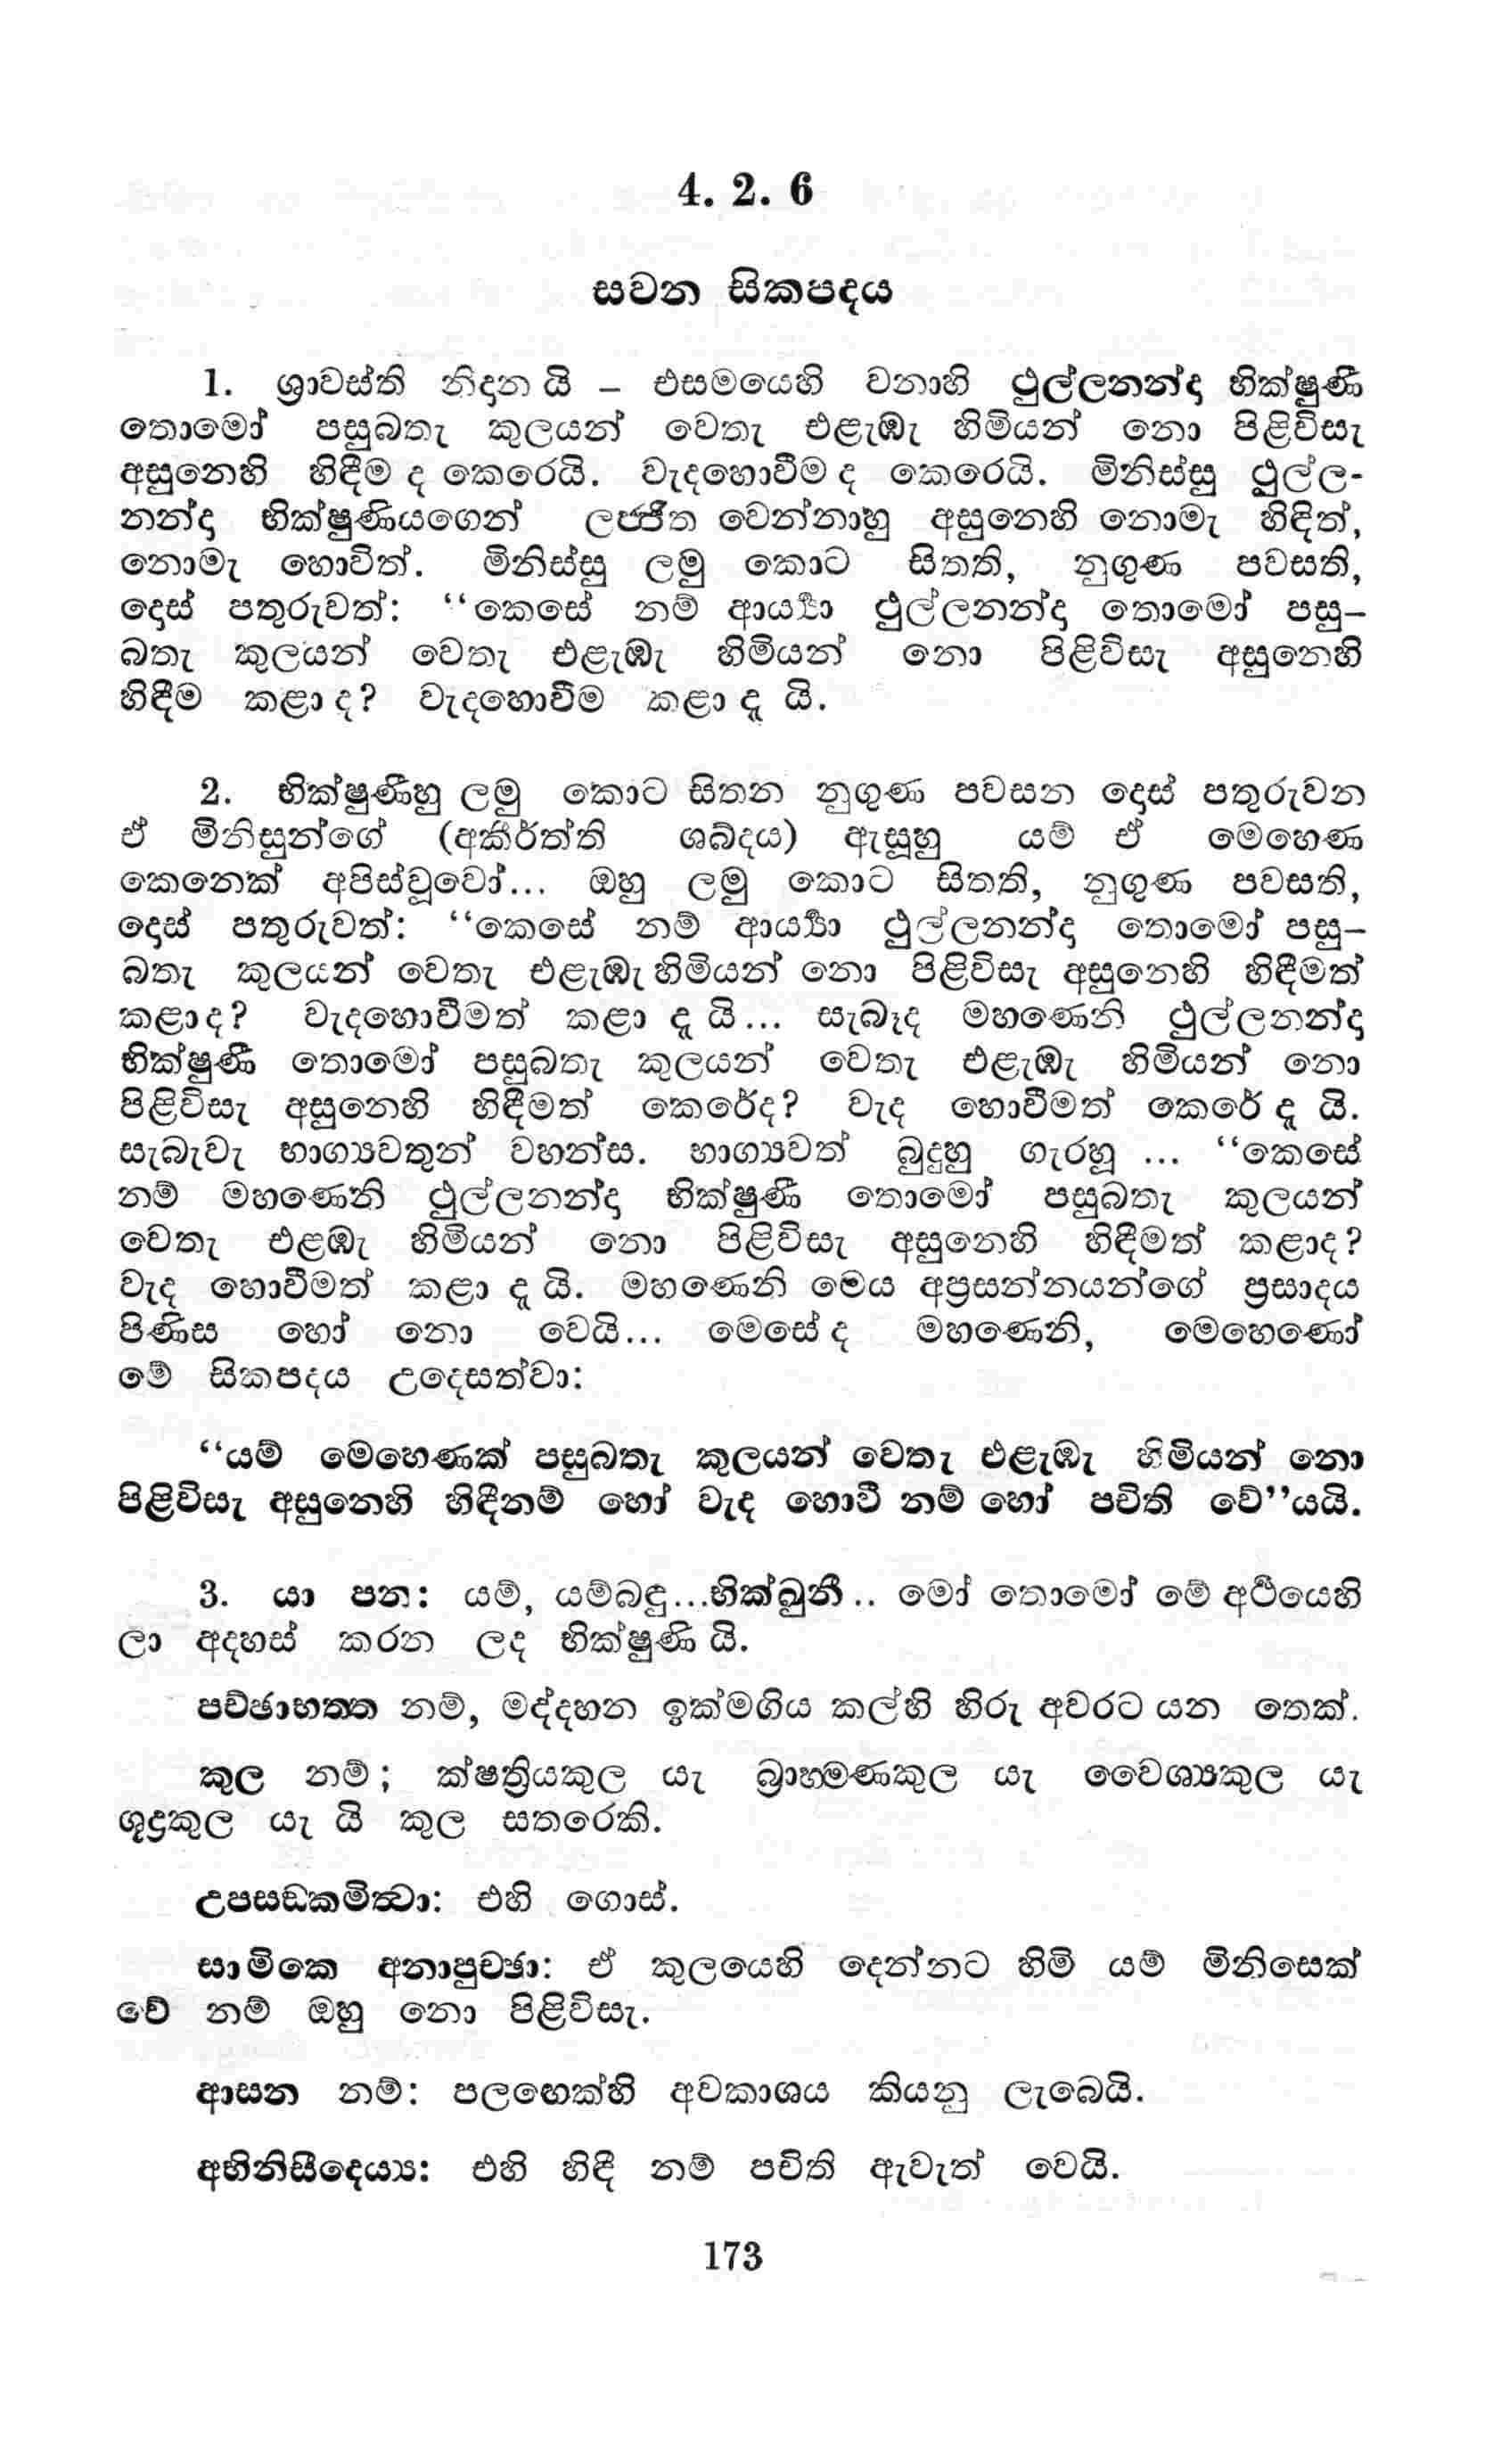 4. 2. 6
සවන සිකපදය
1. ශ්‍රාවස්ති නිදාන යි – එසමයෙහි වනාහි ථුල්ලනන්දා භික්ෂුණී
තොමෝ පසුබතැ කුලයන් වෙතැ එළැඹැ හිමියන් නො පිළිවිසැ
අසුනෙහි හිඳීම ද කෙරෙයි. වැදහොවීම ද කෙරෙයි. මිනිස්සු ථුල්ල-
නන්දා භික්ෂුණියගෙන් ලජ්ජිත වෙන්නාහු අසුනෙහි නොමැ හිඳිත්,
නොමැ හොවිත්. මිනිස්සු ලමු කොට සිතති, නුගුණ පවසති,
දොස් පතුරුවත්: “කෙසේ නම් ආර්‍ය්‍යා ථුල්ලනන්දා තොමෝ පසු–
බතැ කුලයන් වෙතැ එළැඹැ හිමියන් නො පිළිවිසැ අසුනෙහි
හිඳීම කළා ද? වැදහොවීම කළා දූ යි.
2. භික්ෂුණීහු ලමු කොට සිතන නුගුණ පවසන දොස් පතුරුවන
ඒ මිනිසුන්ගේ (අකීර්ත්ති ශබ්දය) ඇසූහු යම් ඒ මෙහෙණ
කෙනෙක් අපිස්වූවෝ... ඔහු ලමු කොට සිතති, නුගුණ පවසති,
දොස් පතුරුවත්: “කෙසේ නම් ආර්‍ය්‍යා ථුල්ලනන්දා තොමෝ පසු–
බතැ කුලයන් වෙතැ එළැඹැ හිමියන් නො පිළිවිසැ අසුනෙහි හිඳීමත්
කළාද? වැදහොවීමත් කළා දූ යි... සැබෑද මහණෙනි ථුල්ලනන්දා
භික්ෂුණී තොමෝ පසුබතැ කුලයන් වෙතැ එළැඹැ හිමියන් නො
පිළිවිසැ අසුනෙහි හිඳීමත් කෙරේද? වැද හොවීමත් කෙරේ දූ යි.
සැබැවැ භාග්‍යවතුන් වහන්ස. භාග්‍යවත් බුදුහු ගැරහූ ... “කෙසේ
නම් මහණෙනි ථුල්ලනන්දා භික්ෂුණී තොමෝ පසුබතැ කුලයන්
වෙතැ එළඹැ හිමියන් නො පිළිවිසැ අසුනෙහි හිඳීමත් කළාද?
වැද හොවීමත් කළා දූ යි. මහණෙනි මෙය අප්‍රසන්නයන්ගේ ප්‍රසාදය
පිණිස හෝ නො වෙයි... මෙසේ ද මහණෙනි, මෙහෙණෝ
මේ සිකපදය උදෙසත්වා:
“යම් මෙහෙණක් පසුබතැ කුලයන් වෙතැ එළැඹැ හිමියන් නො
පිළිවිසැ අසුනෙහි හිඳීනම් හෝ වැද හොවී නම් හෝ පචිති වේ”යයි.
3. යා පන: යම්, යම්බඳු...භික්ඛුනී.. මෝ තොමෝ මේ අර්ථයෙහි
ලා අදහස් කරන ලද භික්ෂුණි යි.
පච්ඡාභත්ත නම්, මද්දහන ඉක්මගිය කල්හි හිරු අවරට යන තෙක්.
කුල නම්; ක්ෂත්‍රියකුල යැ බ්‍රාහ්මණකුල යැ වෛශ්‍යකුල යැ
ශූද්‍රකුල යැ යි කුල සතරෙකි.
උපසඞ්කමිත්වා: එහි ගොස්.
සාමිකෙ අනාපුච්ඡා: ඒ කුලයෙහි දෙන්නට හිමි යම් මිනිසෙක්
වේ නම් ඔහු නො පිළිවිසැ.
ආසන නම්: පලඟෙක්හි අවකාශය කියනු ලැබෙයි.
අභිනිසීදෙය්‍ය: එහි හිඳී නම් පචිති ඇවැත් වෙයි.
173